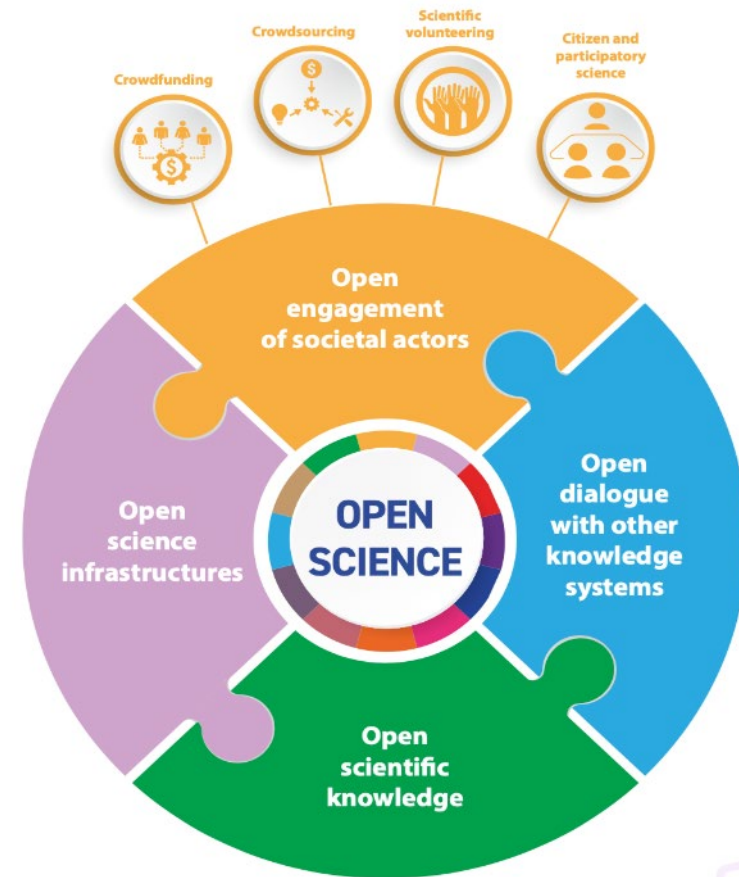 Crowdfunding
Crowdsourcing
Scientific
volunteering
Citizen and
participatory
science
$
$
Open
engagement
of societal actors
Open
science
infrastructures
OPEN
SCIENCE
Open
dialogue
with other
knowledge
systems
Open
scientific
knowledge